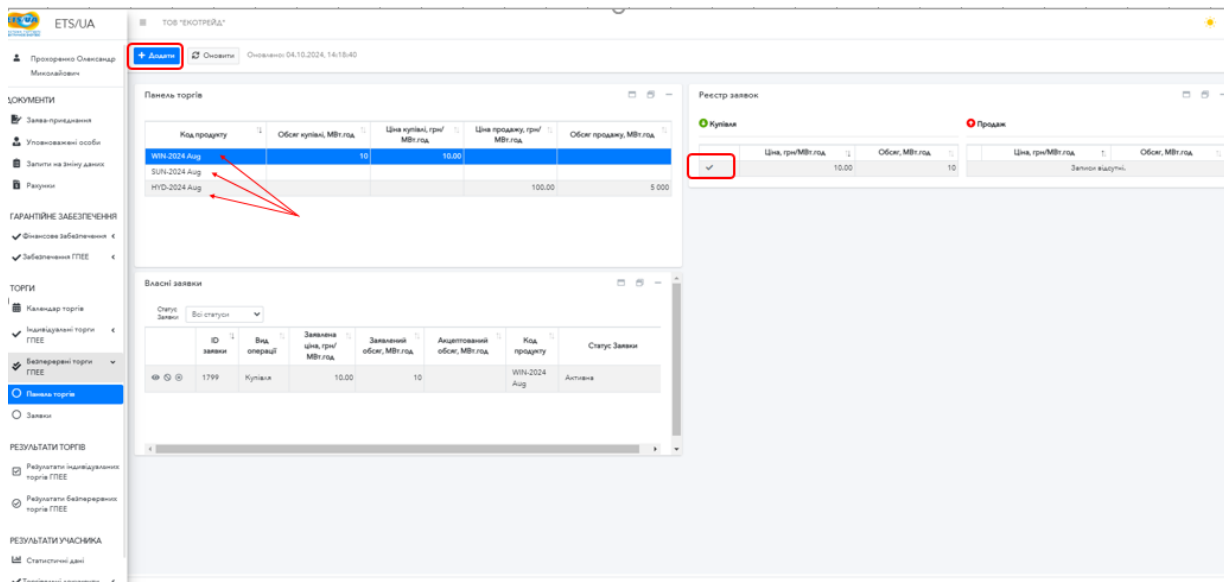 ETS/UA
ТОВ "ЕКОТРЕЙД"
Прохоренко Олександр
Миколайович
ДОКУМЕНТИ
Заява-приєднання
Уповноважені особи
Запити на зміну даних
Рахунки
ГАРАНТІЙНЕ ЗАБЕЗПЕЧЕННЯ
Фінансове забезпечення
Забезпечення ГПЕЕ
ТОРГИ
Календар торгів
Індивідуальні торги
ГПЕЕ
Безперервні торги
ГПЕЕ
Панель торгів
Заявки
РЕЗУЛЬТАТИ ТОРГІВ
Результати індивідуальних
торгів ГПЕЕ
Результати безперервних
торгів ГПЕЕ
РЕЗУЛЬТАТИ УЧАСНИКА
Статистичні дані
+ Додати Оновити Оновлено: 04.10.2024, 14:18:40
Панель торгів
Код продукту Обсяг купівлі, МВт.год Ціна купівлі, грн/ МВт.год Ціна продажу, грн/ МВт.год Обсяг продажу, МВт.год
WIN-2024 Aug 10 10.00
SUN-2024 Aug
HYD-2024 Aug 100.00 5 000
Власні заявки
Статус Заявки Всі статуси
ID заявки Вид операції Заявлена ціна, грн/ МВт.год Заявлений обсяг, МВт.год Акцептований обсяг, МВт.год Код продукту Статус Заявки
1799 Купівля 10.00 10 WIN-2024 Aug Активна
Реєстр заявок
Купівля Продаж
Ціна, грн/МВт.год Обсяг, МВт.год Ціна, грн/МВт.год Обсяг, МВт.год
10.00 10 Записи відсутні.